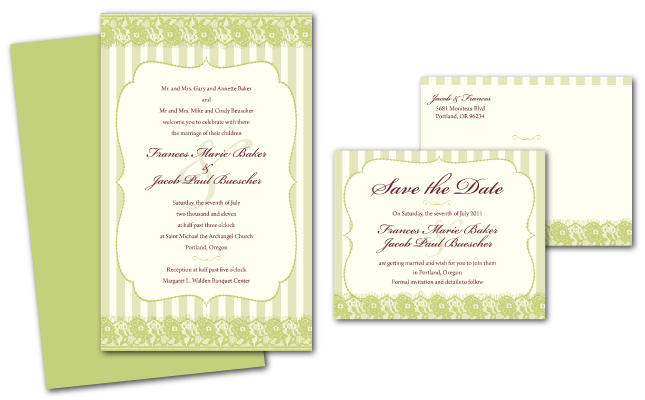 Mr. and Mrs. Gary and Annette Baker
and
Mr and Mrs. Mike and Cindy Beuscher
welcome you to celebrate with them
the marriage of their children
Frances Marie Baker
&
Jacob Paul Buescher
Saturday, the seventh of July
two thousand and eleven
at half past three o'clock
at Saint Michael the Archangel Church
Portland, Oregon
Reception at half past five o'clock
Margaret L. Walden Banquet Center
Save the Date
On Saturday, the seventh of July 2011
Frances Marie Baker
&
Jacob Paul Buescher
are getting married and wish for you to join them
in Portland, Oregon
Formal invitation and details to follow
Jacob & Frances
5681 Moniteau Blvd
Portland, OR 96234